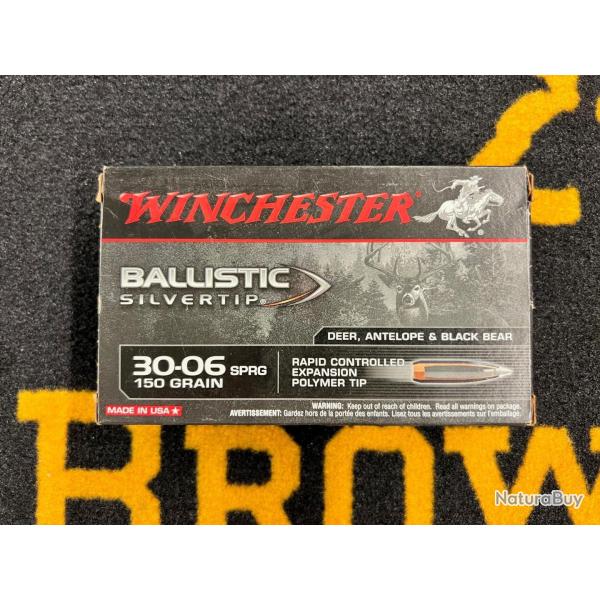 WINCHESTER®
BALLISTIC
SILVERTIP®
DEER, ANTELOPE & BLACK BEAR
30-06 SPRG
150 GRAIN
RAPID CONTROLLED
EXPANSION
POLYMER TIP
MADE IN USA
WARNING: Keep out of reach of children. Read all warnings on package.
AVERTISSEMENT: Gardez hors de la portée des enfants. Lisez tous les avertissements sur l'emballage.
BROW
NaturaBuy